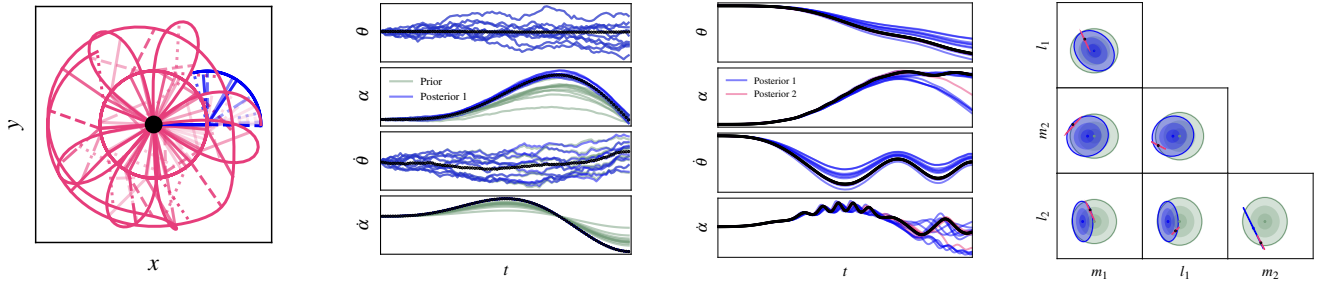 y
x
θ
α
Prior
Posterior 1
θ̇
α̇
t
θ
α
Posterior 1
Posterior 2
θ̇
α̇
t
l₁
m₂
l₂
m₁
l₁
m₂